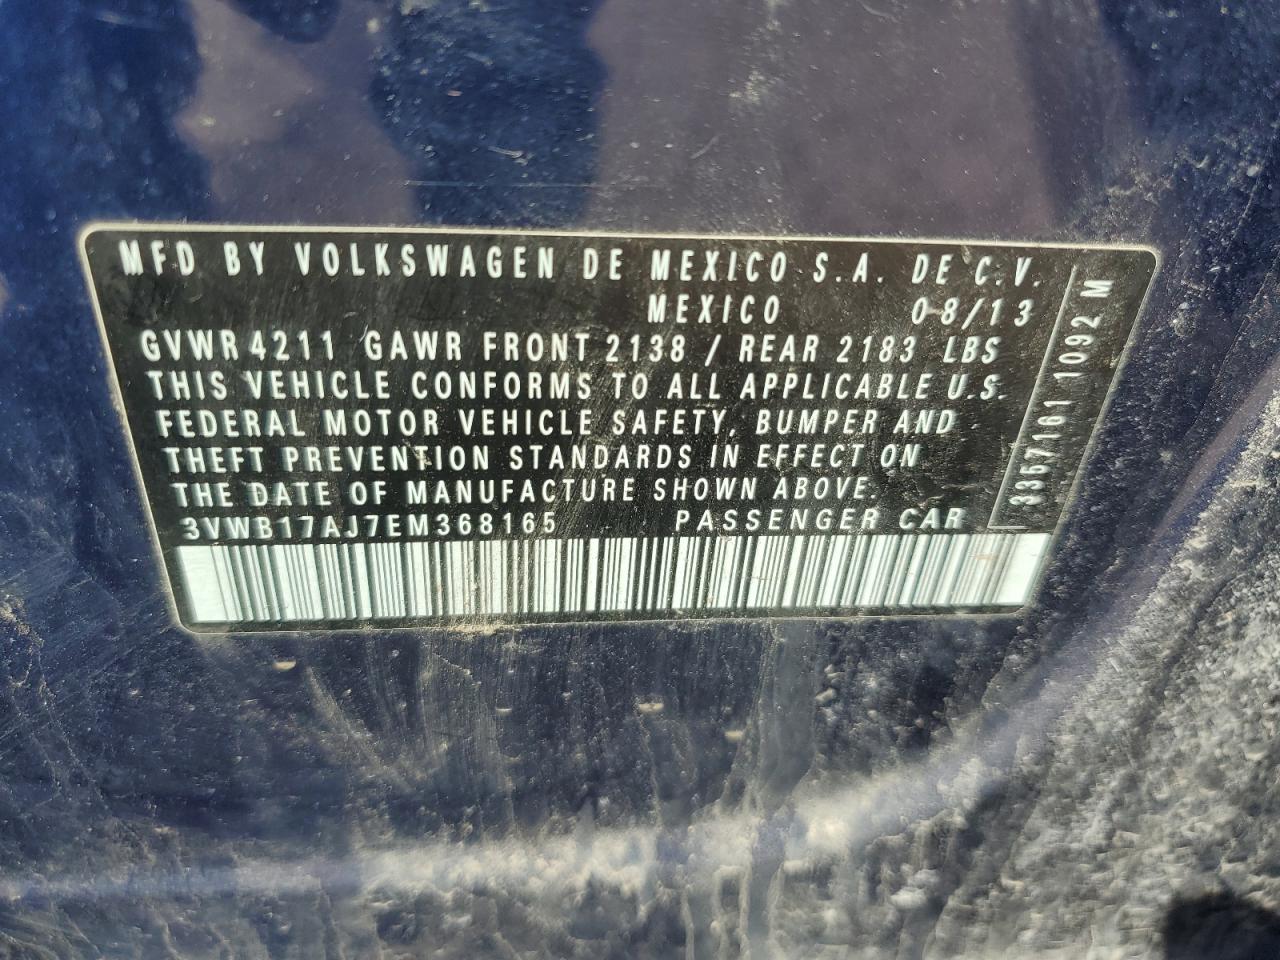 MFD BY VOLKSWAGEN DE MEXICO S.A. DE C.V.
MEXICO 08/13
GVWR 4211 GAWR FRONT 2138 / REAR 2183 LBS
THIS VEHICLE CONFORMS TO ALL APPLICABLE U.S.
FEDERAL MOTOR VEHICLE SAFETY, BUMPER AND
THEFT PREVENTION STANDARDS IN EFFECT ON
THE DATE OF MANUFACTURE SHOWN ABOVE.
3VWB17AJ7EM368165 PASSENGER CAR
3367161 1092 M